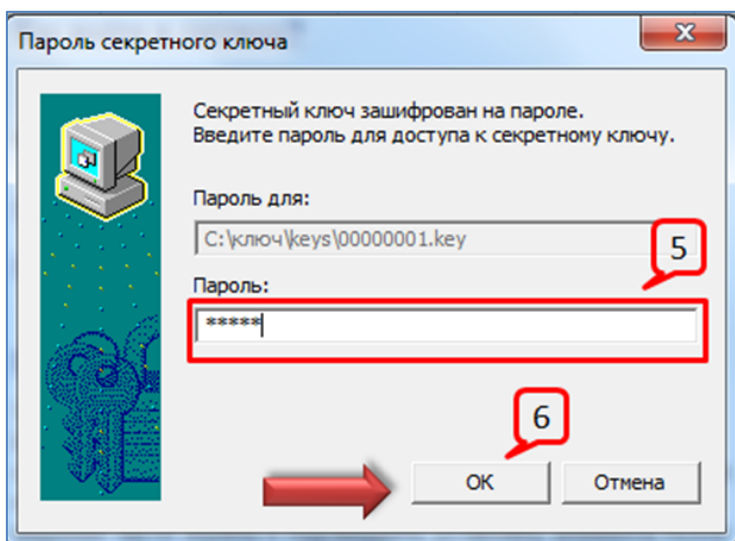 Пароль секретного ключа
Секретный ключ зашифрован на пароле.
Введите пароль для доступа к секретному ключу.
Пароль для:
C:\ключ\keys\00000001.key
5
Пароль:
*****
6
ОК
Отмена